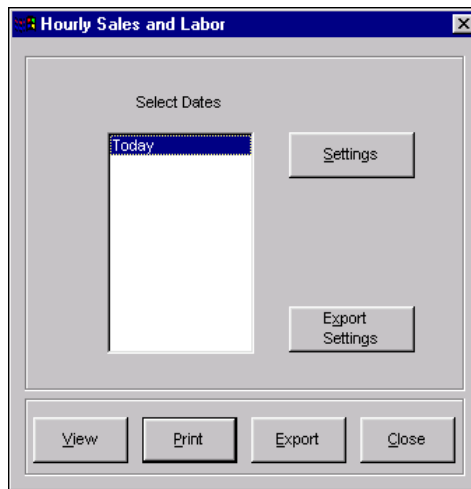 Hourly Sales and Labor
Select Dates
Today
Settings
Export
Settings
View
Print
Export
Close